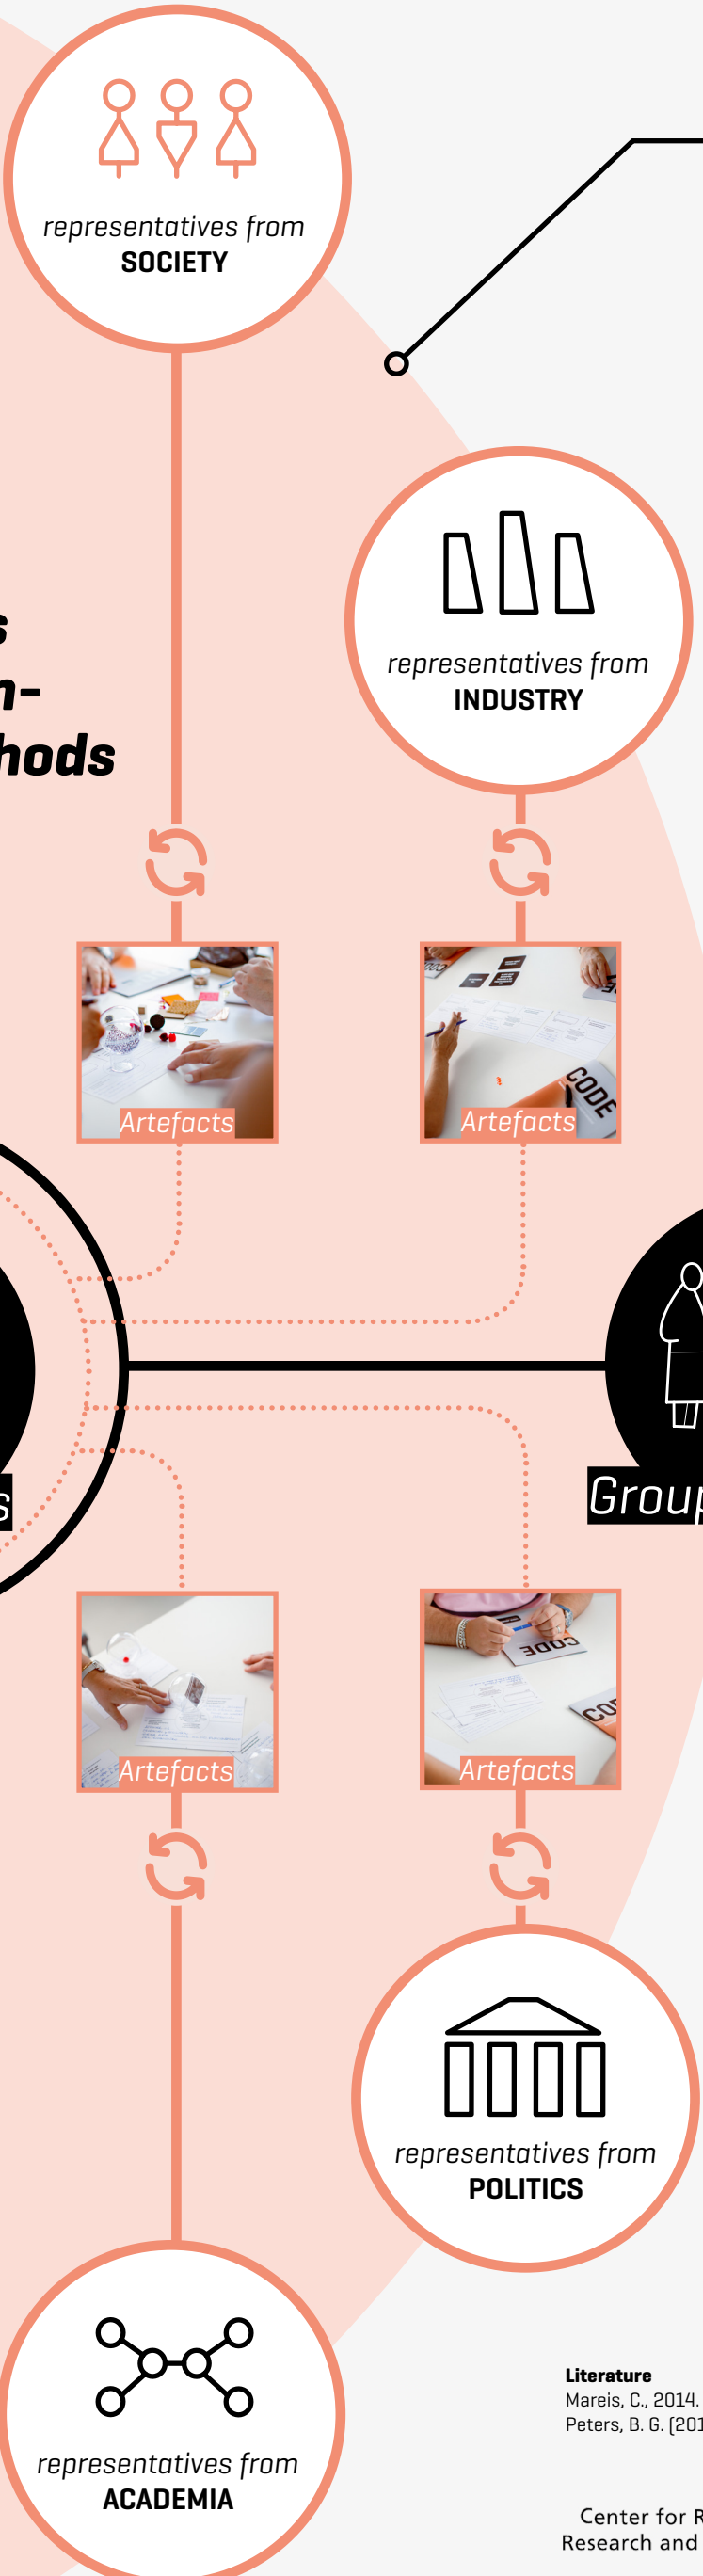 representatives from
SOCIETY
representatives from
INDUSTRY
s
n-
hods
CODE
Artefacts
Artefacts
s
Group
CODE
Artefacts
Artefacts
representatives from
POLITICS
representatives from
ACADEMIA
Literature
Mareis, C., 2014.
Peters, B. G. (201
Center for R
Research and